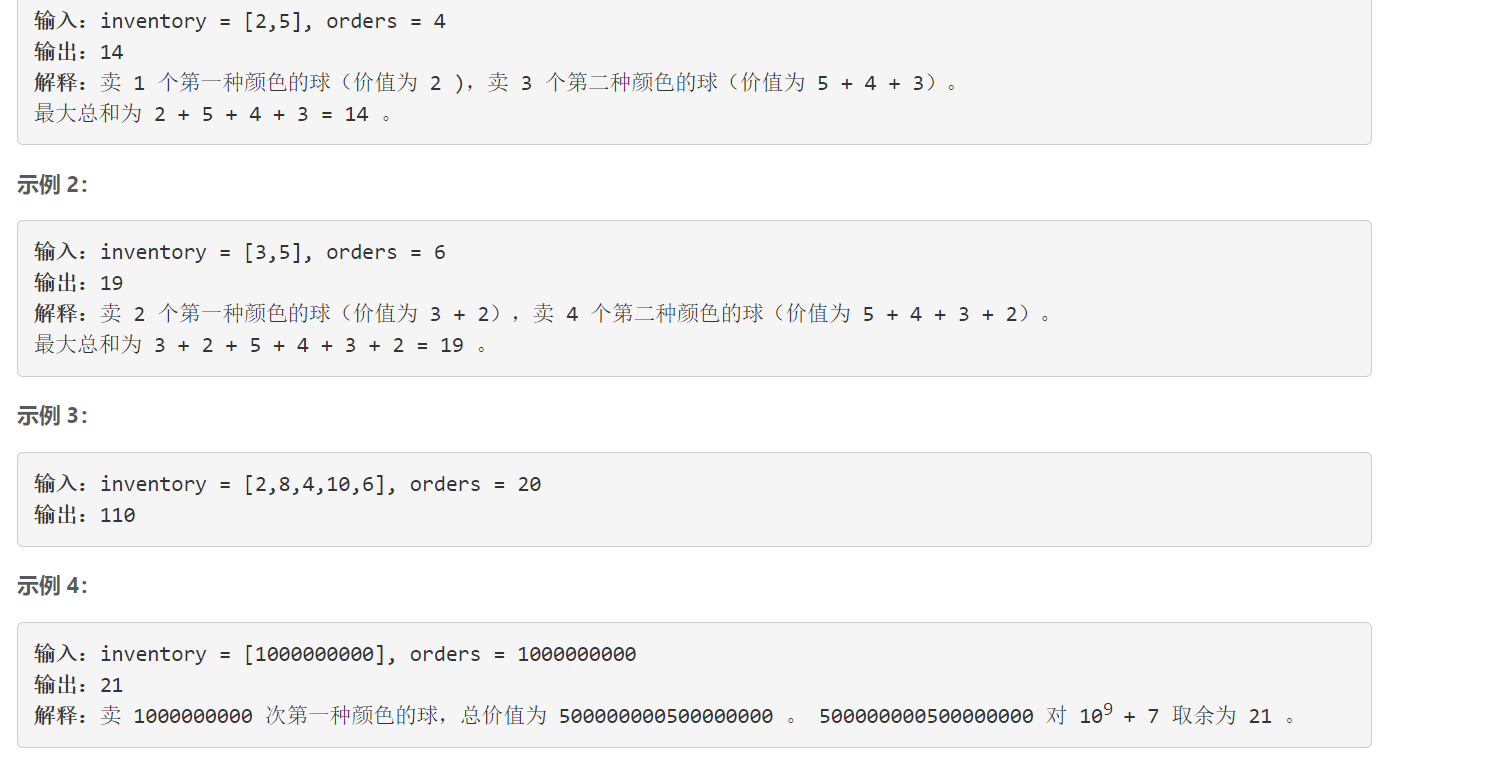 输入：inventory = [2,5], orders = 4
输出：14
解释：卖 1 个第一种颜色的球（价值为 2 )，卖 3 个第二种颜色的球（价值为 5 + 4 + 3）。
最大总和为 2 + 5 + 4 + 3 = 14 。
示例 2：
输入：inventory = [3,5], orders = 6
输出：19
解释：卖 2 个第一种颜色的球（价值为 3 + 2），卖 4 个第二种颜色的球（价值为 5 + 4 + 3 + 2）。
最大总和为 3 + 2 + 5 + 4 + 3 + 2 = 19 。
示例 3：
输入：inventory = [2,8,4,10,6], orders = 20
输出：110
示例 4：
输入：inventory = [1000000000], orders = 1000000000
输出：21
解释：卖 1000000000 次第一种颜色的球，总价值为 500000000500000000 。 500000000500000000 对 10⁹ + 7 取余为 21 。